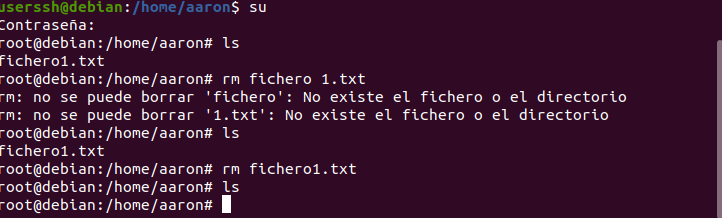 userssh@debian:/home/aaron$ su
Contraseña:
root@debian:/home/aaron# ls
fichero1.txt
root@debian:/home/aaron# rm fichero 1.txt
rm: no se puede borrar 'fichero': No existe el fichero o el directorio
rm: no se puede borrar '1.txt': No existe el fichero o el directorio
root@debian:/home/aaron# ls
fichero1.txt
root@debian:/home/aaron# rm fichero1.txt
root@debian:/home/aaron# ls
root@debian:/home/aaron#